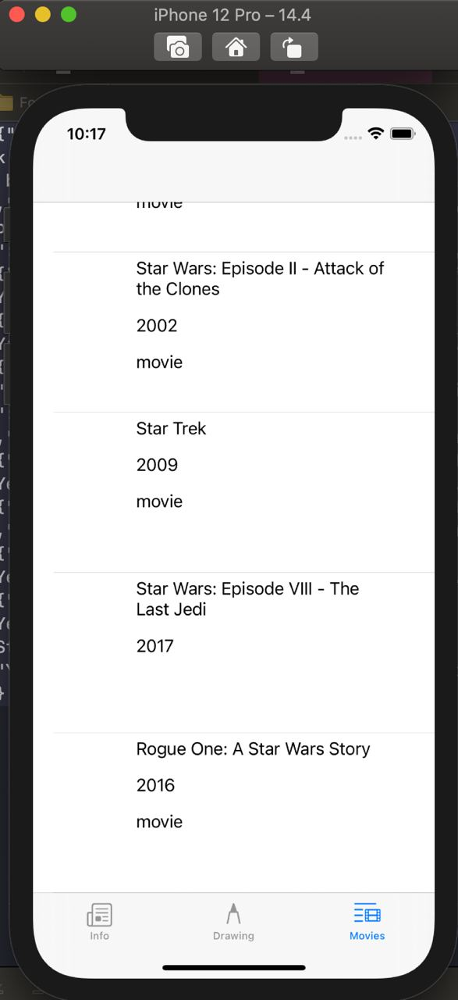 iPhone 12 Pro – 14.4
Fo
10:17
movie
Star Wars: Episode II - Attack of
the Clones
2002
movie
Star Trek
2009
movie
Star Wars: Episode VIII - The
Last Jedi
2017
Rogue One: A Star Wars Story
2016
movie
Info
Drawing
Movies